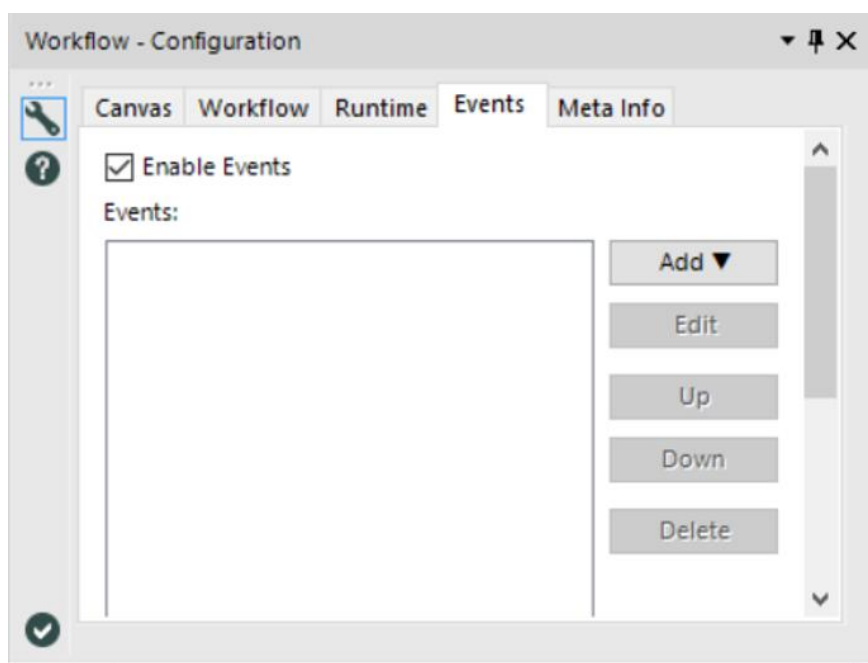 Workflow - Configuration
Canvas Workflow Runtime Events Meta Info
Enable Events
Events:
Add ▼
Edit
Up
Down
Delete